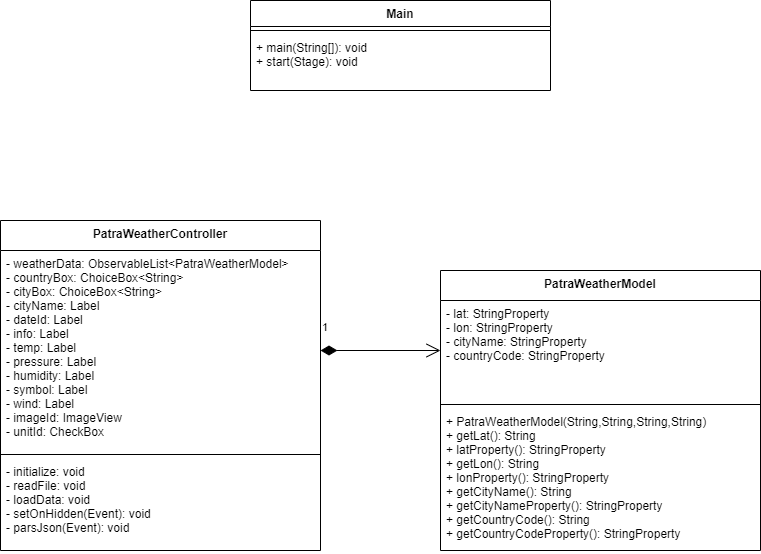 Main
+ main(String[]): void
+ start(Stage): void
PatraWeatherController
- weatherData: ObservableList<PatraWeatherModel>
- countryBox: ChoiceBox<String>
- cityBox: ChoiceBox<String>
- cityName: Label
- dateId: Label
- info: Label
- temp: Label
- pressure: Label
- humidity: Label
- symbol: Label
- wind: Label
- imageId: ImageView
- unitId: CheckBox
- initialize: void
- readFile: void
- loadData: void
- setOnHidden(Event): void
- parsJson(Event): void
1
PatraWeatherModel
- lat: StringProperty
- lon: StringProperty
- cityName: StringProperty
- countryCode: StringProperty
+ PatraWeatherModel(String,String,String,String)
+ getLat(): String
+ latProperty(): StringProperty
+ getLon(): String
+ lonProperty(): StringProperty
+ getCityName(): String
+ getCityNameProperty(): StringProperty
+ getCountryCode(): String
+ getCountryCodeProperty(): StringProperty